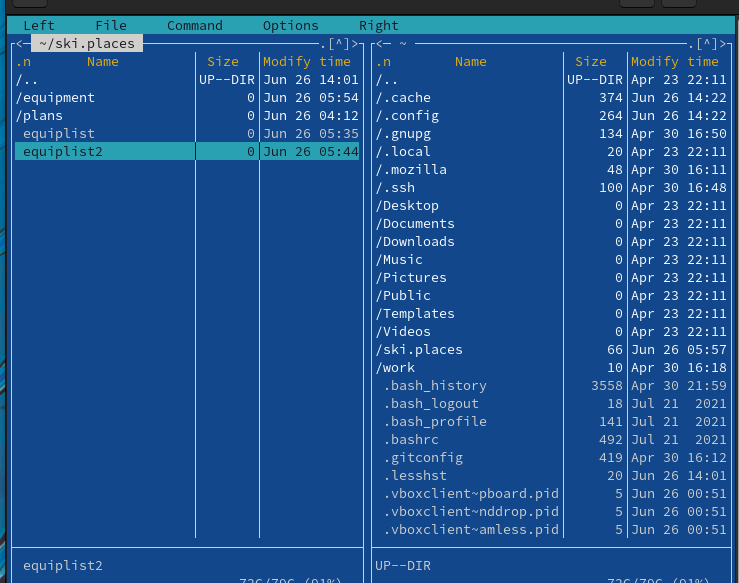 Left File Command Options Right
<— ~/ski.places .[^]>
.n Name Size Modify time
/.. UP--DIR Jun 26 14:01
/equipment 0 Jun 26 05:54
/plans 0 Jun 26 04:12
equiplist 0 Jun 26 05:35
equiplist2 0 Jun 26 05:44
equiplist2
<— ~ .[^]>
.n Name Size Modify time
/.. UP--DIR Apr 23 22:11
/.cache 374 Jun 26 14:22
/.config 264 Jun 26 14:22
/.gnupg 134 Apr 30 16:50
/.local 20 Apr 23 22:11
/.mozilla 48 Apr 30 16:11
/.ssh 100 Apr 30 16:48
/Desktop 0 Apr 23 22:11
/Documents 0 Apr 23 22:11
/Downloads 0 Apr 23 22:11
/Music 0 Apr 23 22:11
/Pictures 0 Apr 23 22:11
/Public 0 Apr 23 22:11
/Templates 0 Apr 23 22:11
/Videos 0 Apr 23 22:11
/ski.places 66 Jun 26 05:57
/work 10 Apr 30 16:18
.bash_history 3558 Apr 30 21:59
.bash_logout 18 Jul 21 2021
.bash_profile 141 Jul 21 2021
.bashrc 492 Jul 21 2021
.gitconfig 419 Apr 30 16:12
.lesshst 20 Jun 26 14:01
.vboxclient~pboard.pid 5 Jun 26 00:51
.vboxclient~nddrop.pid 5 Jun 26 00:51
.vboxclient~amless.pid 5 Jun 26 00:51
UP--DIR